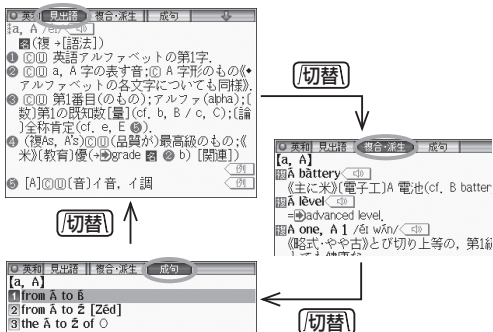 英和 見出語 複合・派生 成句
‡a, A /éɪ/
名(複→[語法])
❶ ⒸⓊ 英語アルファベットの第1字.
❷ ⒸⓊ a, A 字の表す音;Ⓒ A 字形のもの(《◆
アルファベットの各文字についても同様》.
❸ ⒸⓊ 第1番目(のもの);アルファ(alpha);〔
数〕第1の既知数[量](cf. b / c, C);〔論
〕全称肯定(cf. e, E ❺).
❹ (複As, A's)ⒸⓊ(品質が)最高級のもの;《
米》〔教育〕優(→grade 名 ❷ b) [関連])
例
例
❺ [A]ⒸⓊ〔音〕イ音, イ調
切替
英和 見出語 複合・派生 成句
【a, A】
A báttery
《主に米》〔電子工〕A 電池(cf. B batter
Á lèvel
=advanced level.
A one, A 1 /éɪ wʌ́n/
《略式・やや古》とび切り上等の, 第1級
切替
英和 見出語 複合・派生 成句
【a, A】
1 from Á to B́
2 from Á to Ź [Zéd]
3 the Á to Ź of ○
切替